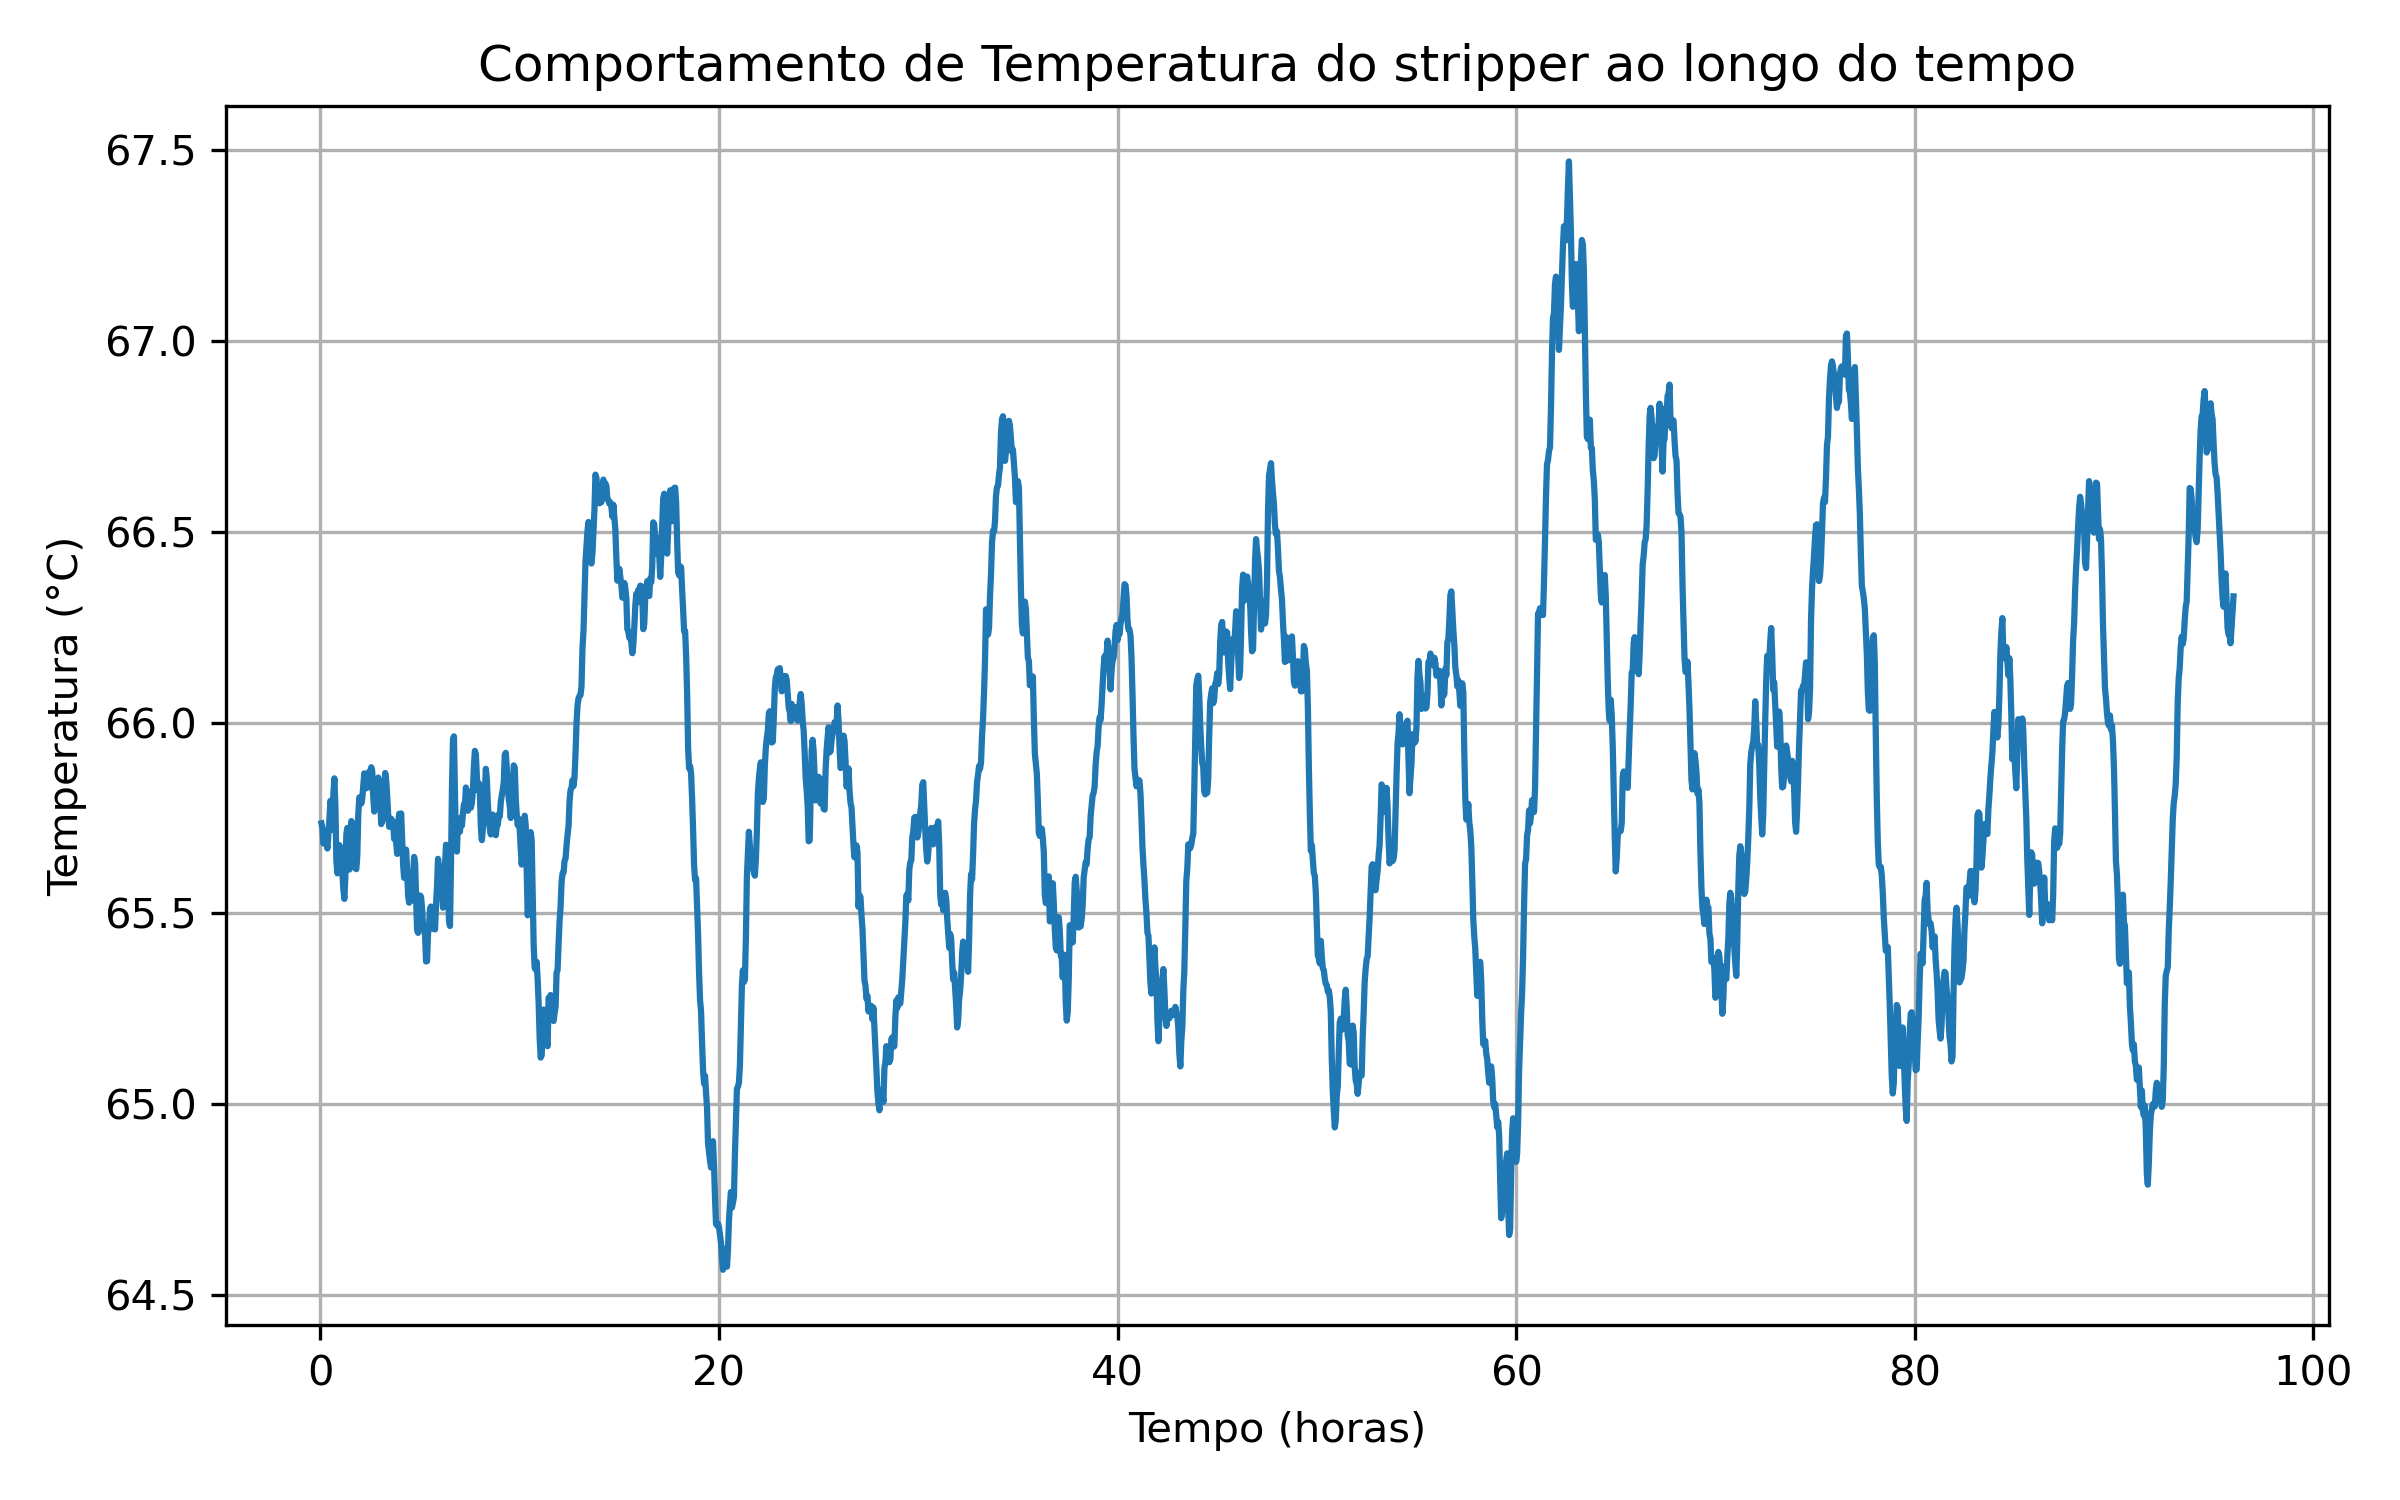 Comportamento de Temperatura do stripper ao longo do tempo
67.5
67.0
66.5
66.0
65.5
65.0
64.5
Temperatura (°C)
0 20 40 60 80 100
Tempo (horas)